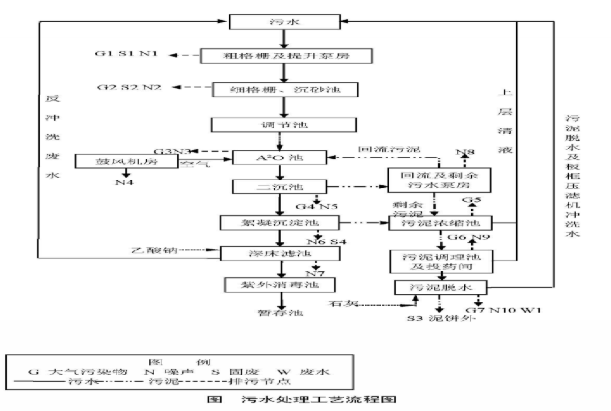 污水
G1 S1 N1
粗格栅及提升泵房
G2 S2 N2
细格栅、沉砂池
调节池
反冲洗废水
上层清液
污泥脱水及板框压滤机冲洗水
G3N3
回流污泥
N8
鼓风机房
空气
A²O 池
N4
回流及剩余
污水泵房
二沉池
G4 N5
剩余
污泥
G5
絮凝沉淀池
污泥浓缩池
N6 S4
G6 N9
乙酸钠
深床滤池
污泥调理池
及投药间
N7
紫外消毒池
污泥脱水
石灰
暂存池
G7 N10 W1
S3 泥饼外
图 例
G 大气污染物 N 噪声 S 固废 W 废水
污水 污泥 排污节点
图 污水处理工艺流程图